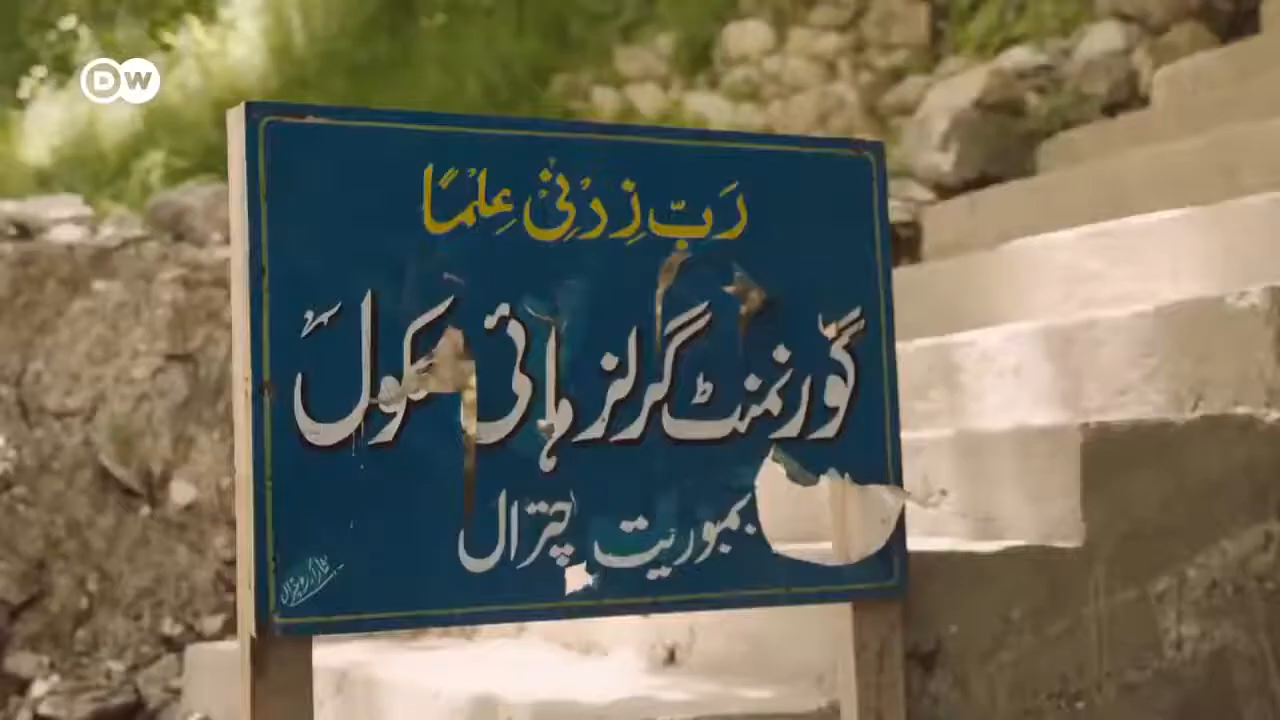 DW
رَبِّ زِدْنِیْ عِلْمًا
گورنمنٹ گرلز ہائی سکول
بمبوریت چترال